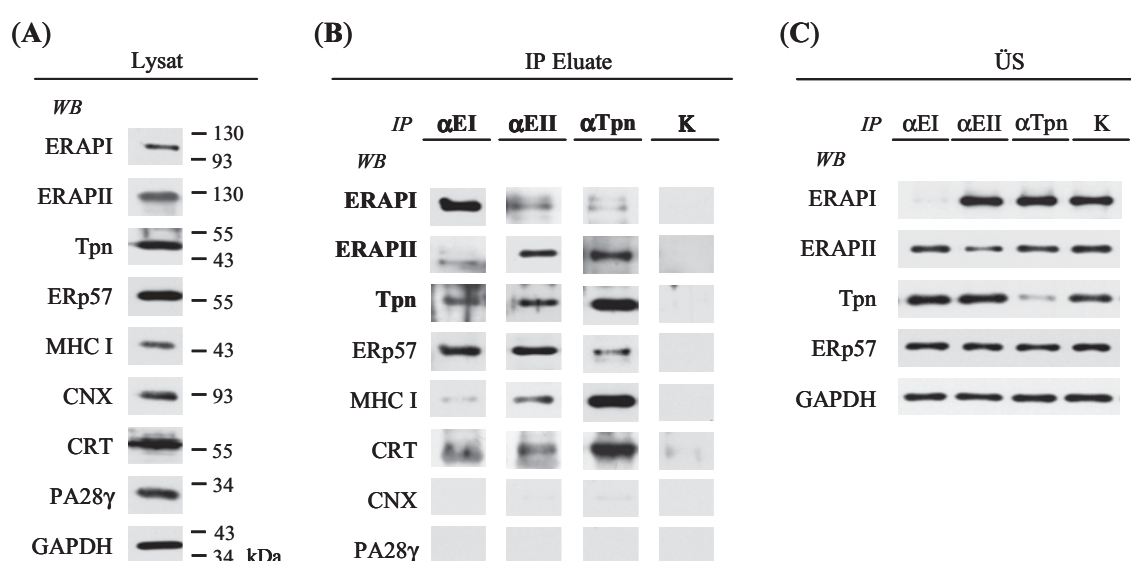 (A)
Lysat
WB
ERAPI
130
93
ERAPII
130
Tpn
55
43
ERp57
55
MHC I
43
CNX
93
CRT
55
PA28γ
34
GAPDH
43
34 kDa
(B)
IP Eluate
IP αEI αEII αTpn K
WB
ERAPI
ERAPII
Tpn
ERp57
MHC I
CRT
CNX
PA28γ
(C)
ÜS
IP αEI αEII αTpn K
WB
ERAPI
ERAPII
Tpn
ERp57
GAPDH